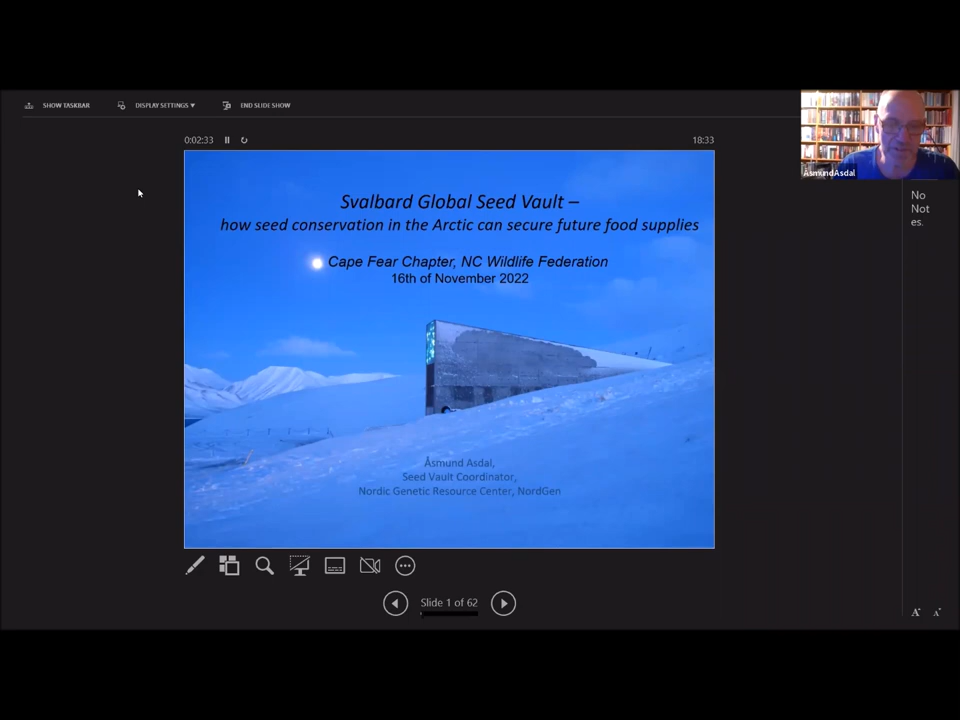 SHOW TASKBAR
DISPLAY SETTINGS ▼
END SLIDE SHOW
0:02:33
18:33
ÅsmundAsdal
No
Not
es.
Svalbard Global Seed Vault –
how seed conservation in the Arctic can secure future food supplies
Cape Fear Chapter, NC Wildlife Federation
16th of November 2022
Åsmund Asdal,
Seed Vault Coordinator,
Nordic Genetic Resource Center, NordGen
Slide 1 of 62
A A